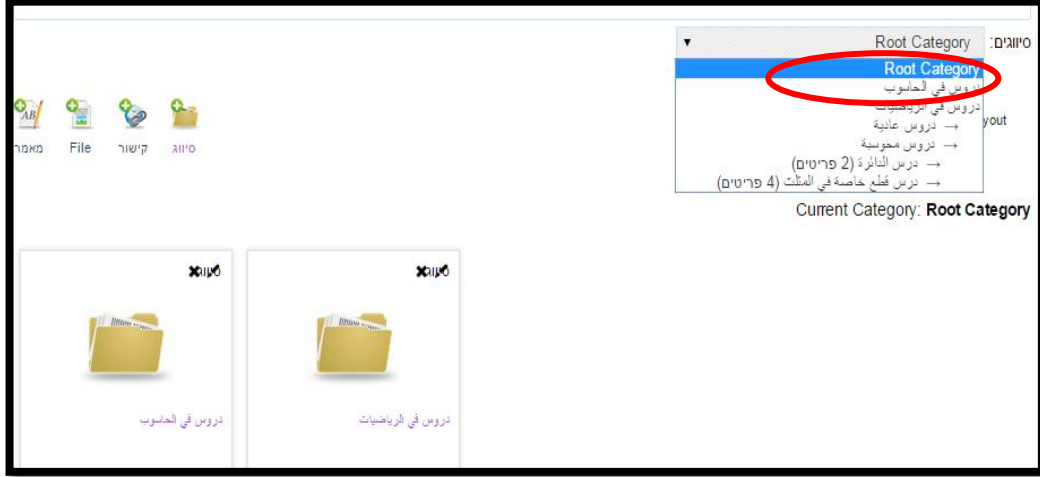 סיווגים: Root Category
Root Category
دروس في الحاسوب
دروس في الرياضيات
→ دروس عادية
→ دروس محوسبة
→ درس الدائرة (2 פריטים)
→ درس قطع خاصة في المثلث (4 פריטים)
yout
סיווג
קישור
File
מאמר
Current Category: Root Category
دروس في الرياضيات
دروس في الحاسوب